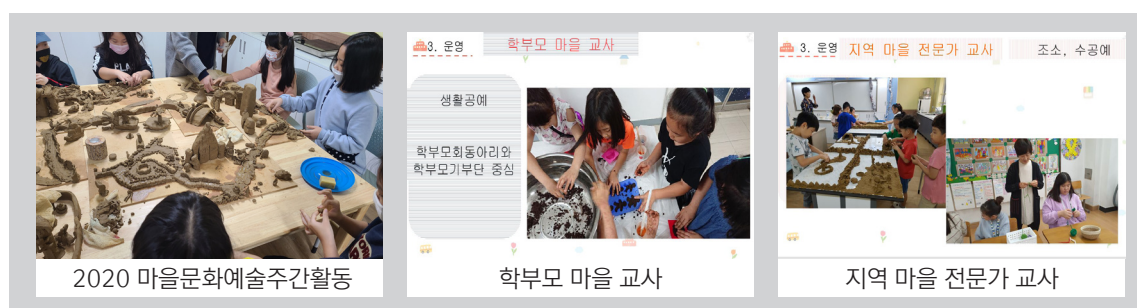 2020 마을문화예술주간활동
3. 운영 학부모 마을 교사
생활공예
학부모회동아리와
학부모기부단 중심
학부모 마을 교사
3. 운영 지역 마을 전문가 교사 조소, 수공예
지역 마을 전문가 교사